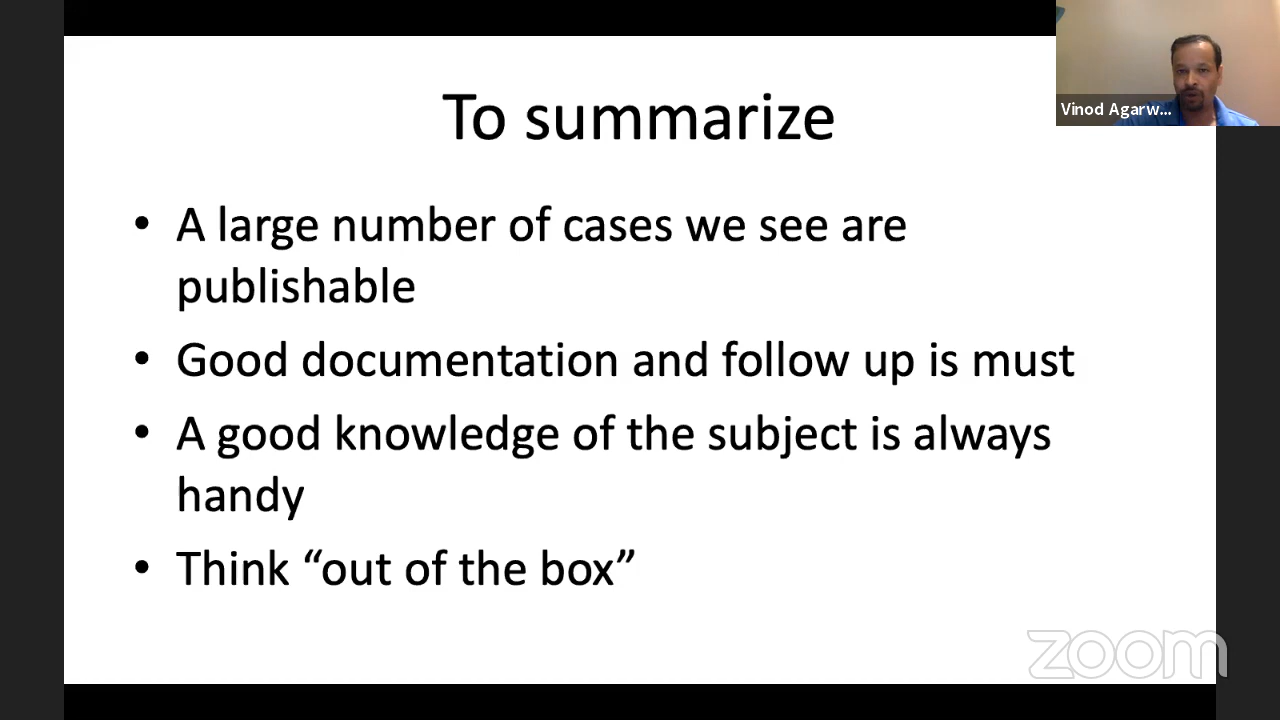 Vinod Agarw...
To summarize
• A large number of cases we see are
publishable
• Good documentation and follow up is must
• A good knowledge of the subject is always
handy
• Think “out of the box”
zoom